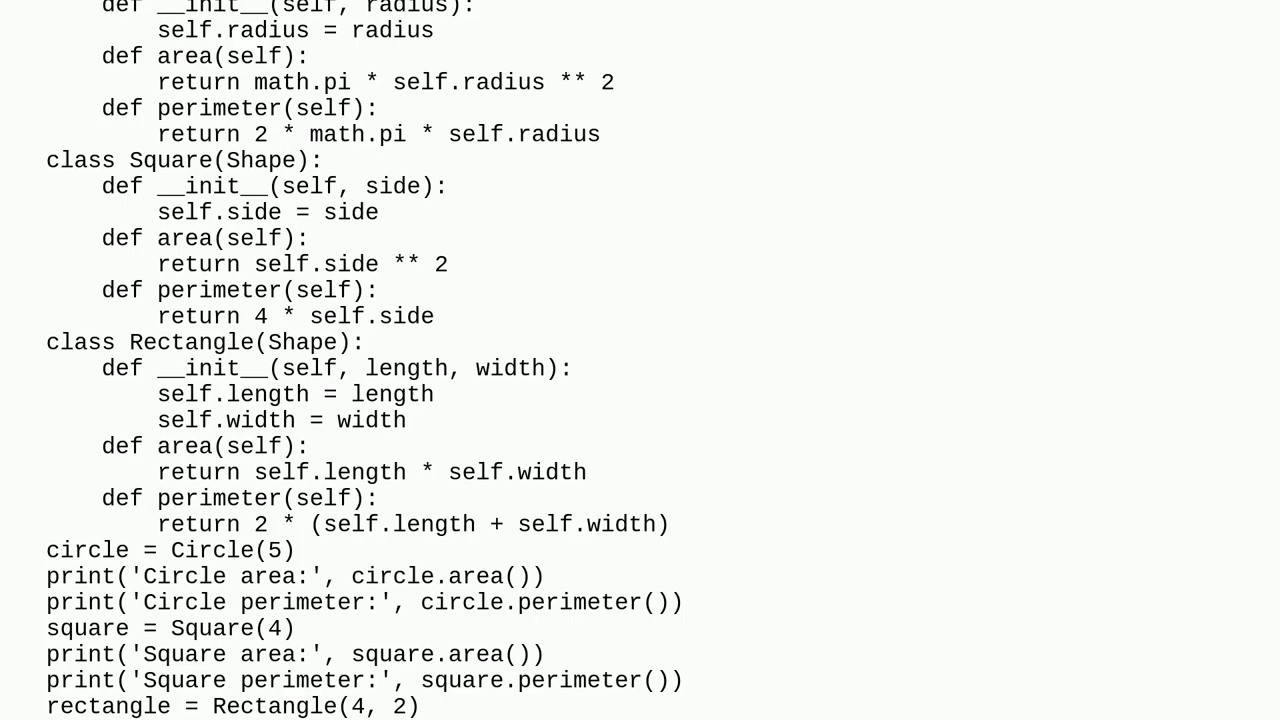 def __init__(self, radius):
        self.radius = radius
    def area(self):
        return math.pi * self.radius ** 2
    def perimeter(self):
        return 2 * math.pi * self.radius
class Square(Shape):
    def __init__(self, side):
        self.side = side
    def area(self):
        return self.side ** 2
    def perimeter(self):
        return 4 * self.side
class Rectangle(Shape):
    def __init__(self, length, width):
        self.length = length
        self.width = width
    def area(self):
        return self.length * self.width
    def perimeter(self):
        return 2 * (self.length + self.width)
circle = Circle(5)
print('Circle area:', circle.area())
print('Circle perimeter:', circle.perimeter())
square = Square(4)
print('Square area:', square.area())
print('Square perimeter:', square.perimeter())
rectangle = Rectangle(4, 2)